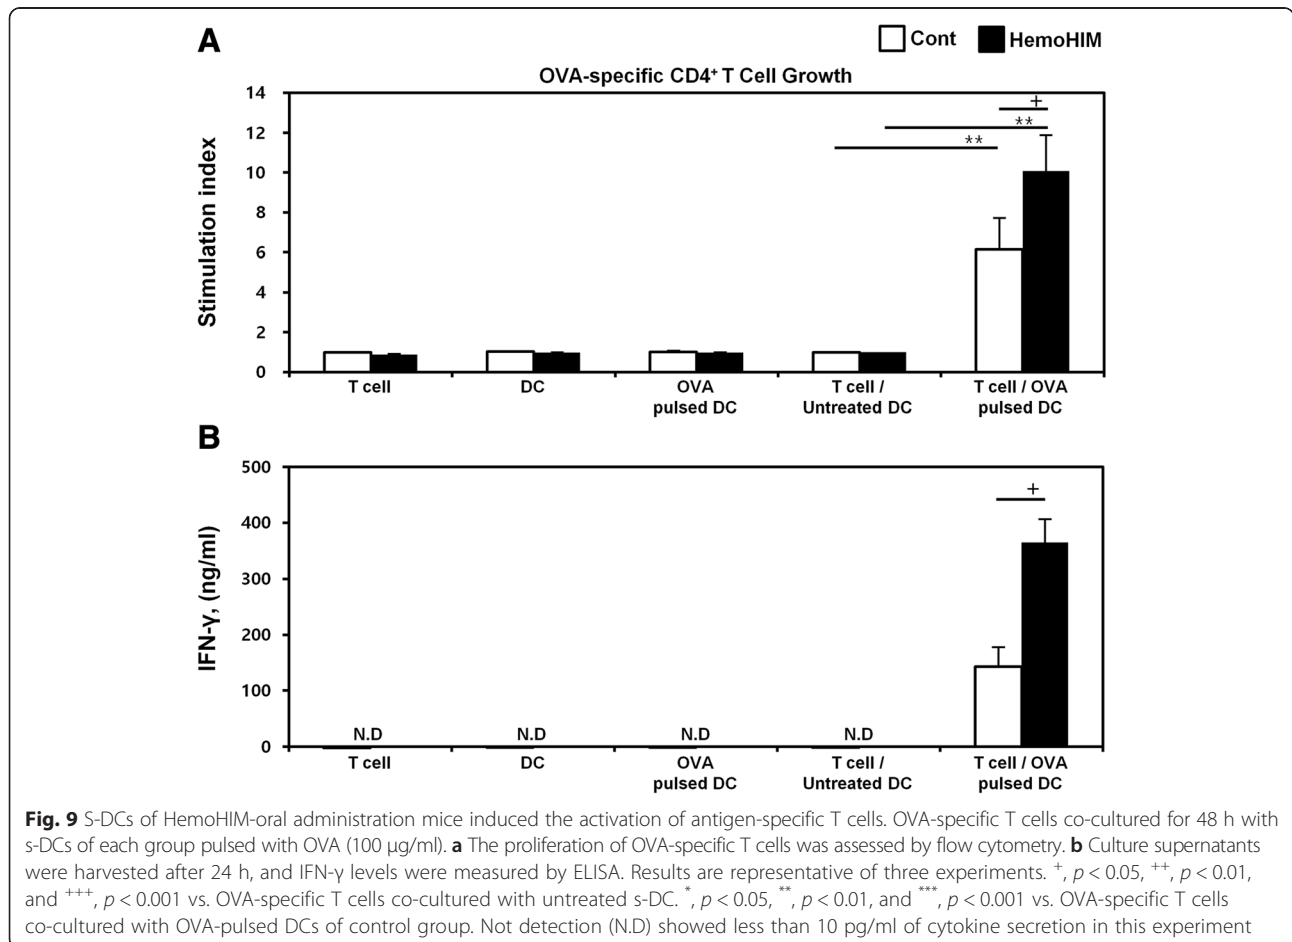 A
Cont HemoHIM
OVA-specific CD4⁺ T Cell Growth
Stimulation index
14
12
10
8
6
4
2
0
+
**
**
T cell
DC
OVA
pulsed DC
T cell /
Untreated DC
T cell / OVA
pulsed DC
B
IFN-γ, (ng/ml)
500
400
300
200
100
0
+
N.D
N.D
N.D
N.D
T cell
DC
OVA
pulsed DC
T cell /
Untreated DC
T cell / OVA
pulsed DC
Fig. 9 S-DCs of HemoHIM-oral administration mice induced the activation of antigen-specific T cells. OVA-specific T cells co-cultured for 48 h with
s-DCs of each group pulsed with OVA (100 μg/ml). a The proliferation of OVA-specific T cells was assessed by flow cytometry. b Culture supernatants
were harvested after 24 h, and IFN-γ levels were measured by ELISA. Results are representative of three experiments. ⁺, p < 0.05, ⁺⁺, p < 0.01,
and ⁺⁺⁺, p < 0.001 vs. OVA-specific T cells co-cultured with untreated s-DC. *, p < 0.05, **, p < 0.01, and ***, p < 0.001 vs. OVA-specific T cells
co-cultured with OVA-pulsed DCs of control group. Not detection (N.D) showed less than 10 pg/ml of cytokine secretion in this experiment